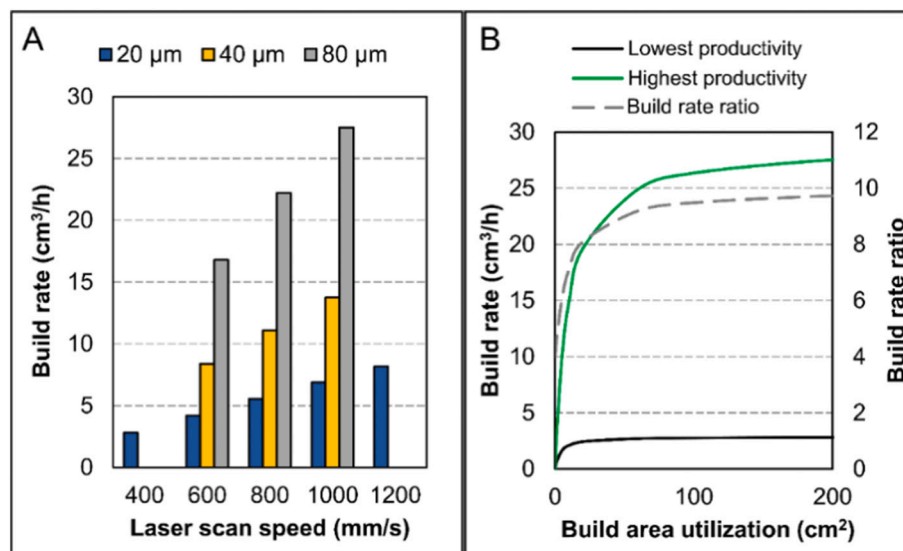 A
20 µm 40 µm 80 µm
Build rate (cm³/h)
30
25
20
15
10
5
0
400 600 800 1000 1200
Laser scan speed (mm/s)
B
Lowest productivity
Highest productivity
Build rate ratio
Build rate (cm³/h)
30
25
20
15
10
5
0
12
10
8
6
4
2
0
Build rate ratio
0 100 200
Build area utilization (cm²)